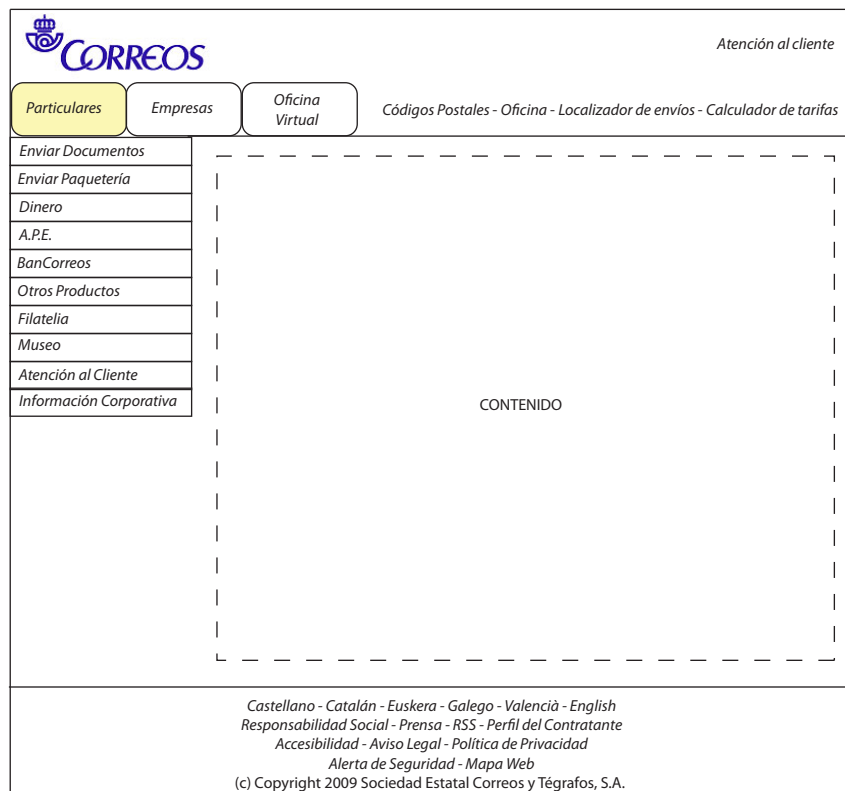 CORREOS
Atención al cliente
Particulares
Empresas
Oficina
Virtual
Códigos Postales - Oficina - Localizador de envíos - Calculador de tarifas
Enviar Documentos
Enviar Paquetería
Dinero
A.P.E.
BanCorreos
Otros Productos
Filatelia
Museo
Atención al Cliente
Información Corporativa
CONTENIDO
Castellano - Catalán - Euskera - Galego - Valencià - English
Responsabilidad Social - Prensa - RSS - Perfil del Contratante
Accesibilidad - Aviso Legal - Política de Privacidad
Alerta de Seguridad - Mapa Web
(c) Copyright 2009 Sociedad Estatal Correos y Tégrafos, S.A.